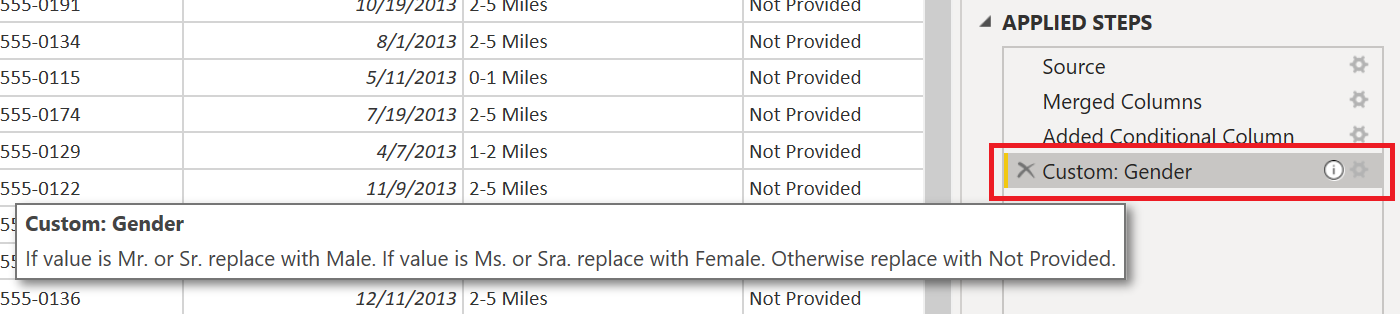 555-0191 10/19/2013 2-5 Miles Not Provided
APPLIED STEPS
555-0134 8/1/2013 2-5 Miles Not Provided
Source
555-0115 5/11/2013 0-1 Miles Not Provided
Merged Columns
555-0174 7/19/2013 2-5 Miles Not Provided
Added Conditional Column
555-0129 4/7/2013 1-2 Miles Not Provided
Custom: Gender
555-0122 11/9/2013 2-5 Miles Not Provided
Custom: Gender
If value is Mr. or Sr. replace with Male. If value is Ms. or Sra. replace with Female. Otherwise replace with Not Provided.
555-0136 12/11/2013 2-5 Miles Not Provided